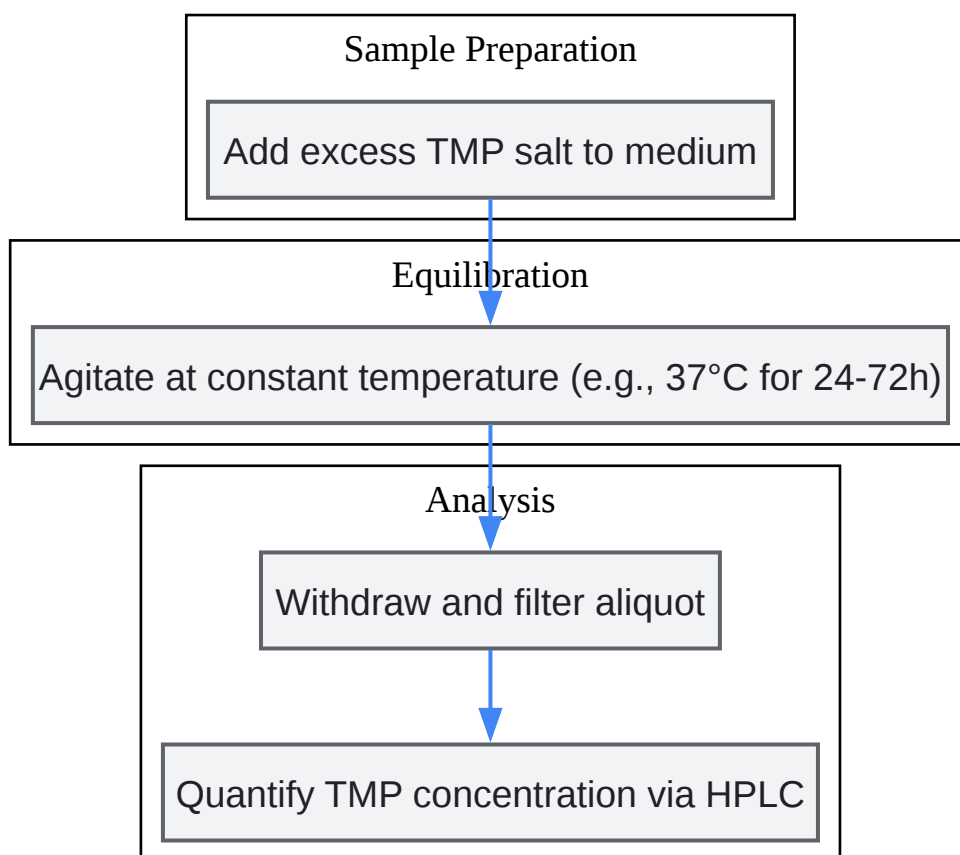 Sample Preparation
Add excess TMP salt to medium
Equilibration
Agitate at constant temperature (e.g., 37°C for 24-72h)
Analysis
Withdraw and filter aliquot
Quantify TMP concentration via HPLC